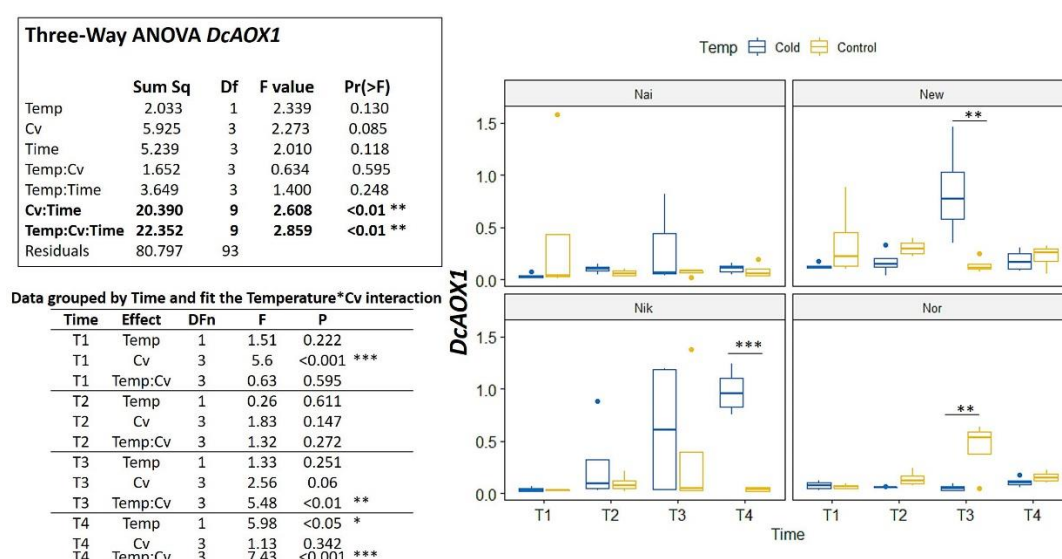 Three-Way ANOVA DcAOX1
Sum Sq Df F value Pr(>F)
Temp 2.033 1 2.339 0.130
Cv 5.925 3 2.273 0.085
Time 5.239 3 2.010 0.118
Temp:Cv 1.652 3 0.634 0.595
Temp:Time 3.649 3 1.400 0.248
Cv:Time 20.390 9 2.608 <0.01 **
Temp:Cv:Time 22.352 9 2.859 <0.01 **
Residuals 80.797 93
Data grouped by Time and fit the Temperature*Cv interaction
Time Effect DFn F P
T1 Temp 1 1.51 0.222
T1 Cv 3 5.6 <0.001 ***
T1 Temp:Cv 3 0.63 0.595
T2 Temp 1 0.26 0.611
T2 Cv 3 1.83 0.147
T2 Temp:Cv 3 1.32 0.272
T3 Temp 1 1.33 0.251
T3 Cv 3 2.56 0.06
T3 Temp:Cv 3 5.48 <0.01 **
T4 Temp 1 5.98 <0.05 *
T4 Cv 3 1.13 0.342
T4 Temp:Cv 3 7.43 <0.001 ***
Temp Cold Control
DcAOX1
Nai New
1.5
1.0
0.5
0.0
**
Nik Nor
1.5
1.0
0.5
0.0
***
**
T1 T2 T3 T4 T1 T2 T3 T4
Time